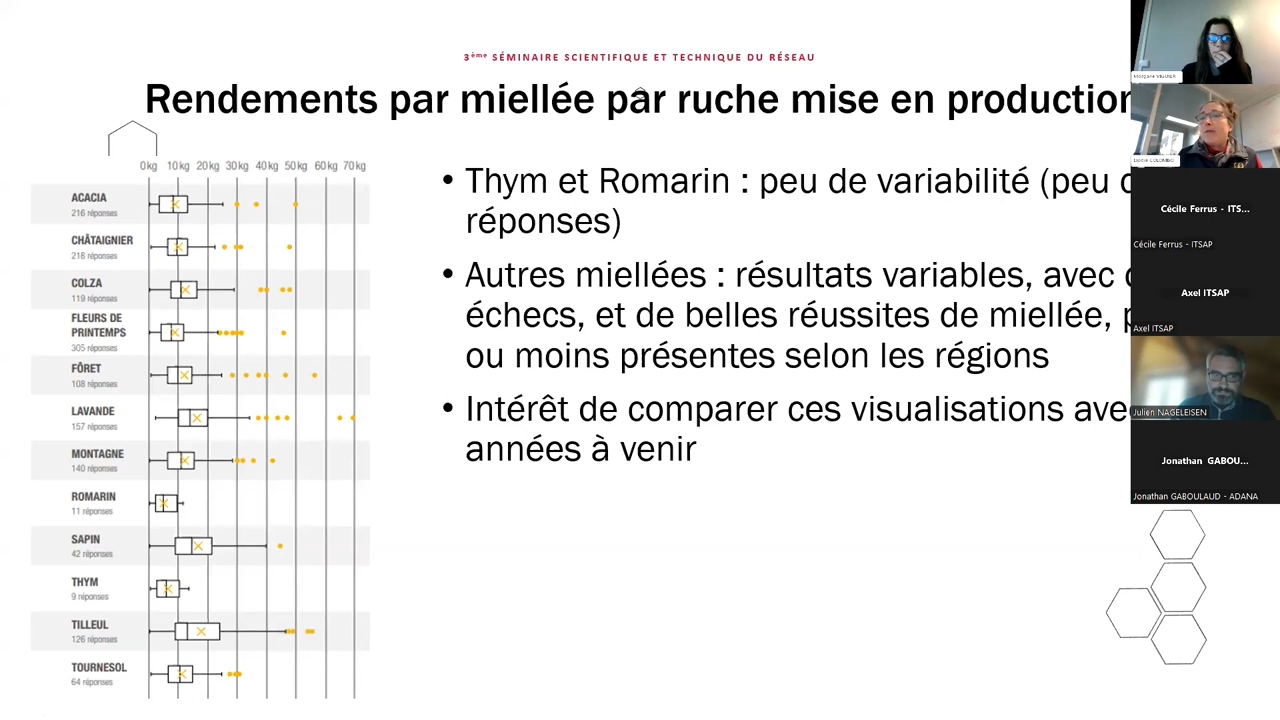 3ème SÉMINAIRE SCIENTIFIQUE ET TECHNIQUE DU RÉSEAU
Rendements par miellée par ruche mise en production
0kg 10kg 20kg 30kg 40kg 50kg 60kg 70kg
ACACIA
216 réponses
CHÂTAIGNIER
218 réponses
COLZA
119 réponses
FLEURS DE
PRINTEMPS
305 réponses
FÔRET
108 réponses
LAVANDE
157 réponses
MONTAGNE
140 réponses
ROMARIN
11 réponses
SAPIN
42 réponses
THYM
9 réponses
TILLEUL
126 réponses
TOURNESOL
64 réponses
• Thym et Romarin : peu de variabilité (peu
réponses)
• Autres miellées : résultats variables, avec
échecs, et de belles réussites de miellée,
ou moins présentes selon les régions
• Intérêt de comparer ces visualisations
années à venir
Cécile Ferrus - ITS...
Cécile Ferrus - ITSAP
Axel ITSAP
Axel ITSAP
Julien NAGELEISEN
Jonathan GABOU...
Jonathan GABOULAUD - ADANA